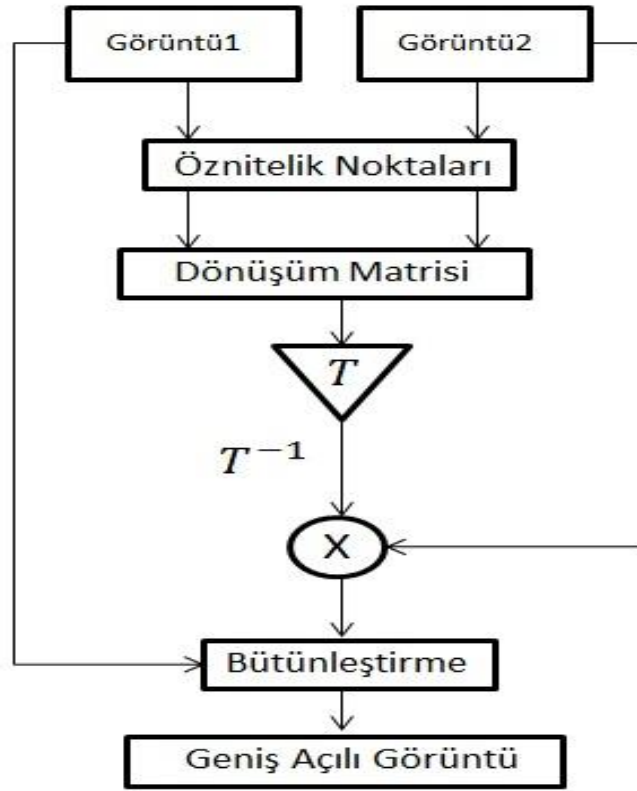 Görüntü1
Görüntü2
Öznitelik Noktaları
Dönüşüm Matrisi
T
T⁻¹
X
Bütünleştirme
Geniş Açılı Görüntü